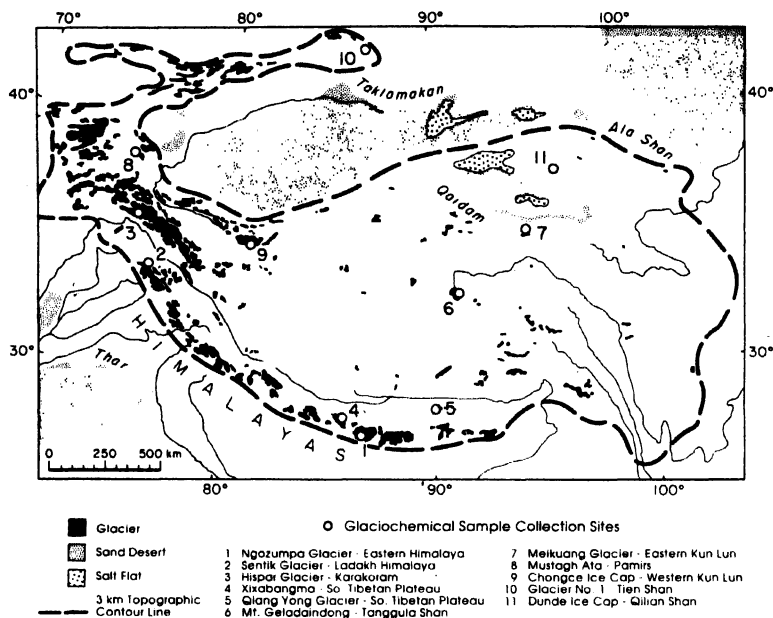 70° 80° 90° 100°
10
40° Taklamakan 40°
Ala Shan
8 11
Qaidam
3 7
2 9
6
30° 30°
Thar
HIMALAYAS
4 5
1
0 250 500 km
80° 90° 100°
Glacier
Sand Desert
Salt Flat
3 km Topographic
Contour Line
Glaciochemical Sample Collection Sites
1 Ngozumpa Glacier - Eastern Himalaya
2 Sentik Glacier - Ladakh Himalaya
3 Hispar Glacier - Karakoram
4 Xixabangma - So. Tibetan Plateau
5 Qiang Yong Glacier - So. Tibetan Plateau
6 Mt. Geladaindong - Tanggula Shan
7 Meikuang Glacier - Eastern Kun Lun
8 Mustagh Ata - Pamirs
9 Chongce Ice Cap - Western Kun Lun
10 Glacier No. 1 Tien Shan
11 Dunde Ice Cap - Qilian Shan